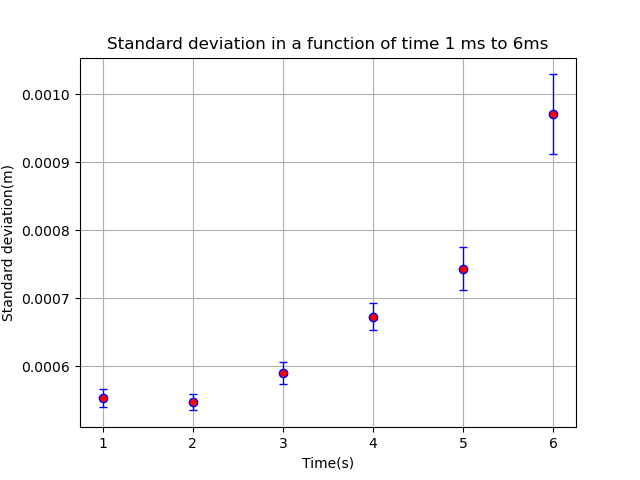 Standard deviation in a function of time 1 ms to 6ms
Standard deviation(m)
0.0010
0.0009
0.0008
0.0007
0.0006
1 2 3 4 5 6
Time(s)